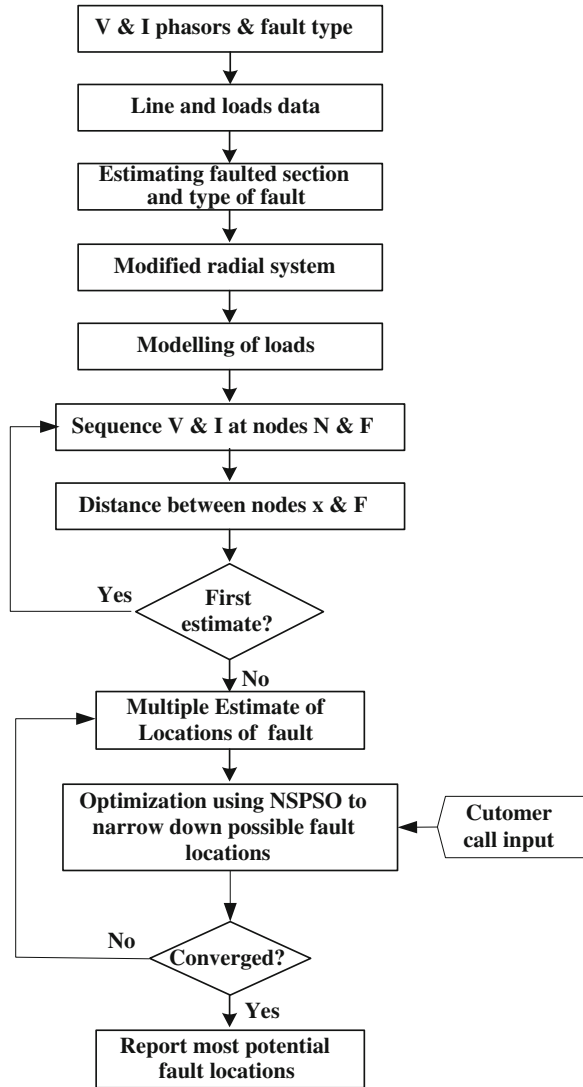 V & I phasors & fault type
Line and loads data
Estimating faulted section
and type of fault
Modified radial system
Modelling of loads
Sequence V & I at nodes N & F
Distance between nodes x & F
Yes
First
estimate?
No
Multiple Estimate of
Locations of fault
Optimization using NSPSO to
narrow down possible fault
locations
Cutomer
call input
No
Converged?
Yes
Report most potential
fault locations